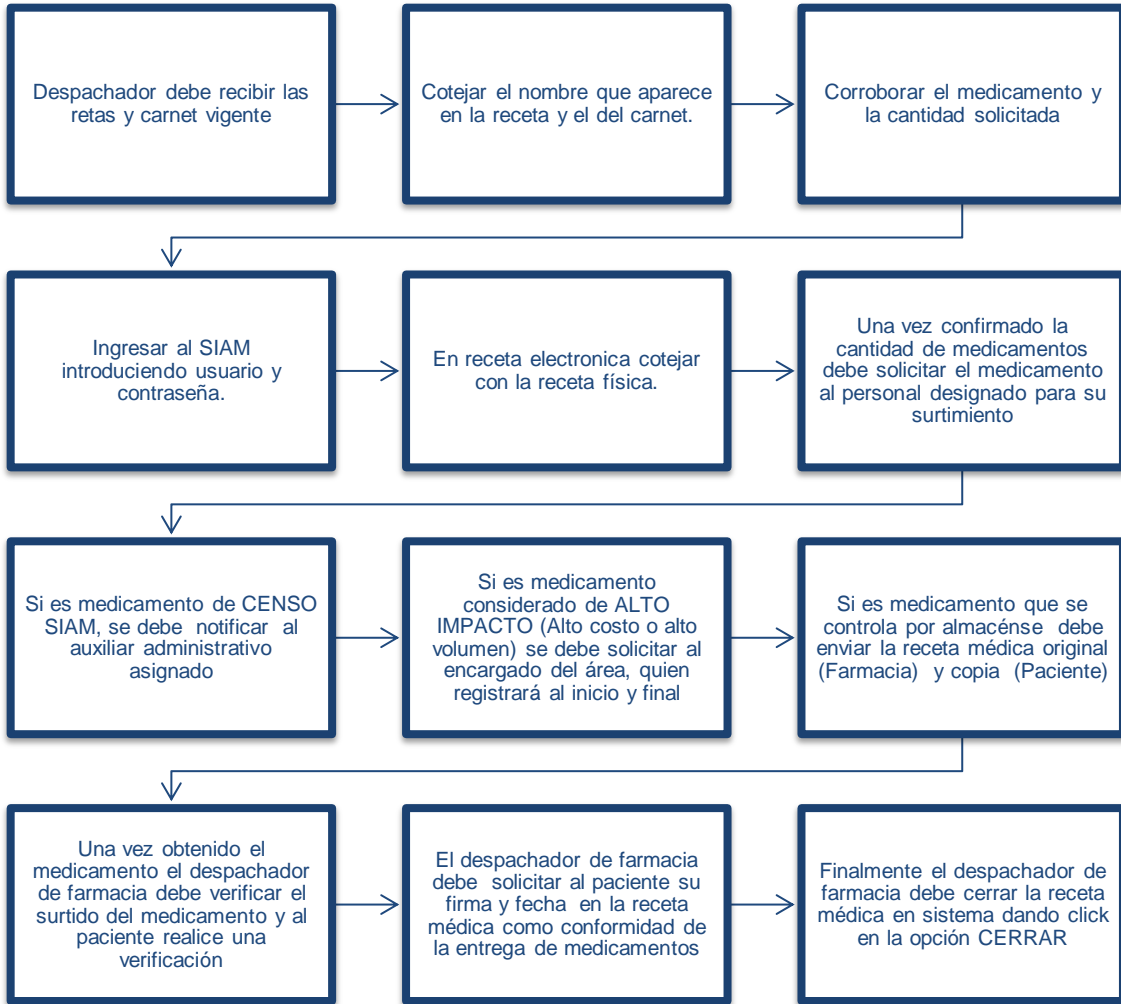 Despachador debe recibir las
retas y carnet vigente
Cotejar el nombre que aparece
en la receta y el del carnet.
Corroborar el medicamento y
la cantidad solicitada
Ingresar al SIAM
introduciendo usuario y
contraseña.
En receta electronica cotejar
con la receta física.
Una vez confirmado la
cantidad de medicamentos
debe solicitar el medicamento
al personal designado para su
surtimiento
Si es medicamento de CENSO
SIAM, se debe notificar al
auxiliar administrativo
asignado
Si es medicamento
considerado de ALTO
IMPACTO (Alto costo o alto
volumen) se debe solicitar al
encargado del área, quien
registrará al inicio y final
Si es medicamento que se
controla por almacénse debe
enviar la receta médica original
(Farmacia) y copia (Paciente)
Una vez obtenido el
medicamento el despachador
de farmacia debe verificar el
surtido del medicamento y al
paciente realice una
verificación
El despachador de farmacia
debe solicitar al paciente su
firma y fecha en la receta
médica como conformidad de
la entrega de medicamentos
Finalmente el despachador de
farmacia debe cerrar la receta
médica en sistema dando click
en la opción CERRAR